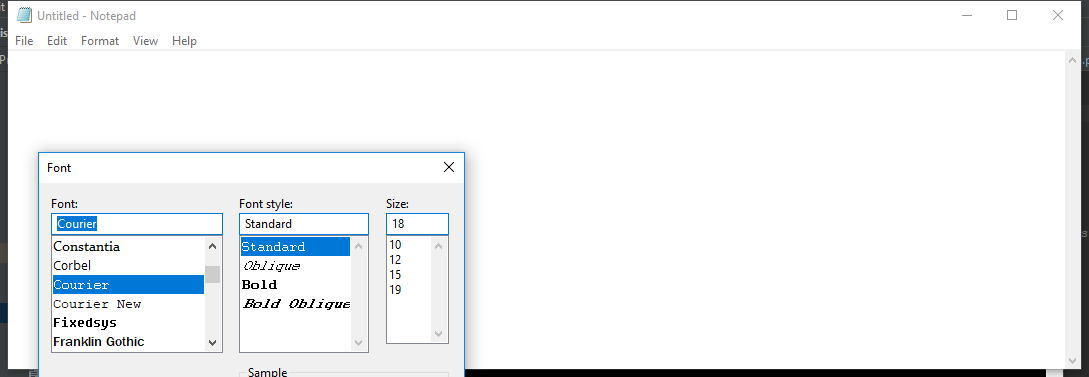 Untitled - Notepad
File Edit Format View Help
Font
Font: Font style: Size:
Courier Standard 18
Constantia
Corbel
Courier
Courier New
Fixedsys
Franklin Gothic
Standard
Oblique
Bold
Bold Oblique
10
12
15
19
Sample